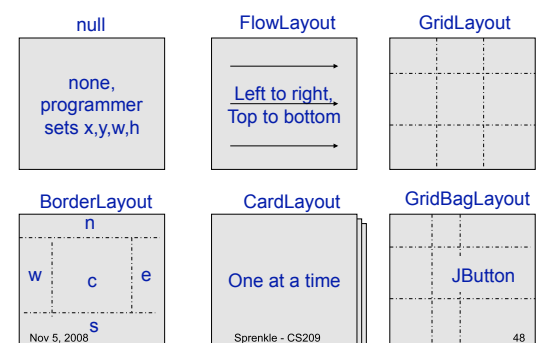 null
FlowLayout
GridLayout
none,
programmer
sets x,y,w,h
Left to right,
Top to bottom
BorderLayout
CardLayout
GridBagLayout
n
w
c
e
s
One at a time
JButton
Nov 5, 2008
Sprenkle - CS209
48